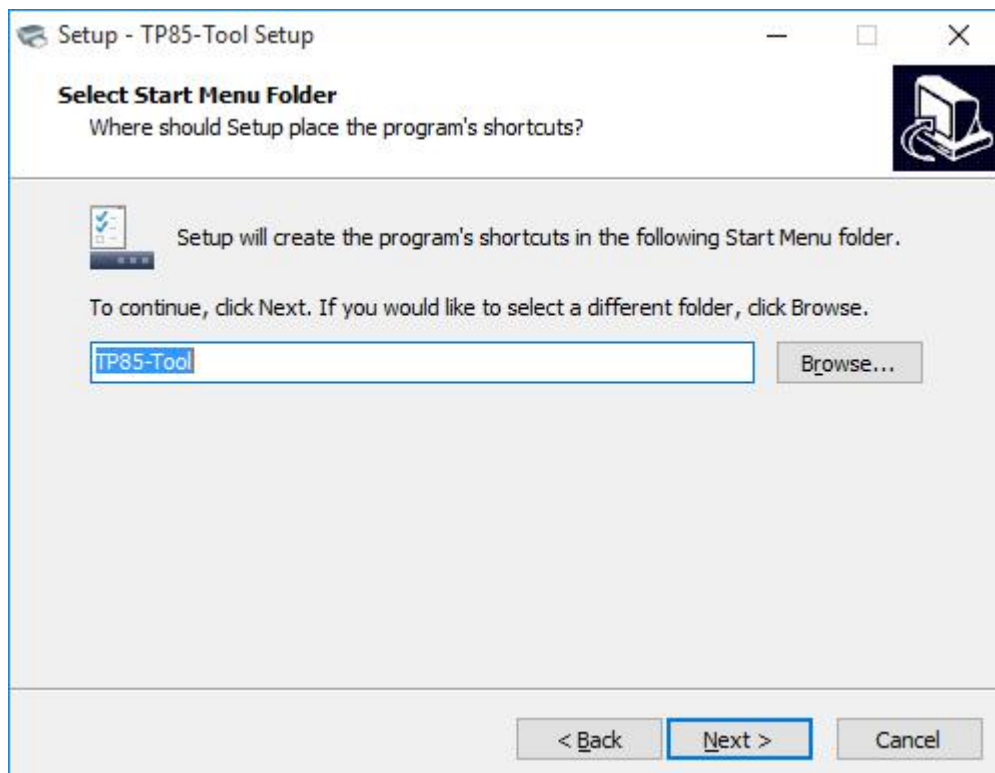 Setup - TP85-Tool Setup
Select Start Menu Folder
Where should Setup place the program's shortcuts?
Setup will create the program's shortcuts in the following Start Menu folder.
To continue, click Next. If you would like to select a different folder, click Browse.
TP85-Tool
Browse...
< Back
Next >
Cancel